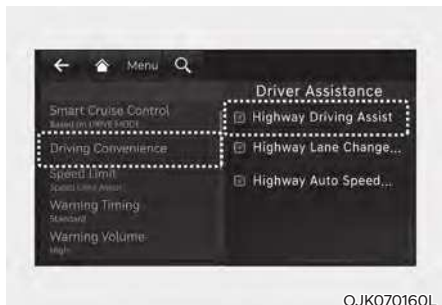 Menu
Driver Assistance
Smart Cruise Control
Based on DRIVE MODE
Highway Driving Assist
Driving Convenience
Highway Lane Change...
Speed Limit
Speed Limit Assist
Highway Auto Speed...
Warning Timing
Standard
Warning Volume
High
OJK070160L